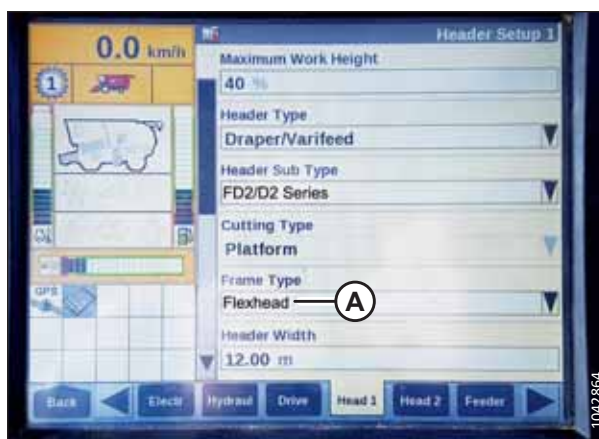 0.0 km/h
Header Setup 1
1
Maximum Work Height
40 %
Header Type
Draper/Varifeed
Header Sub Type
FD2/D2 Series
Cutting Type
Platform
Frame Type
Flexhead
A
GPS
Header Width
12.00 m
Back
Electr
Hydraul
Drive
Head 1
Head 2
Feeder
1042864